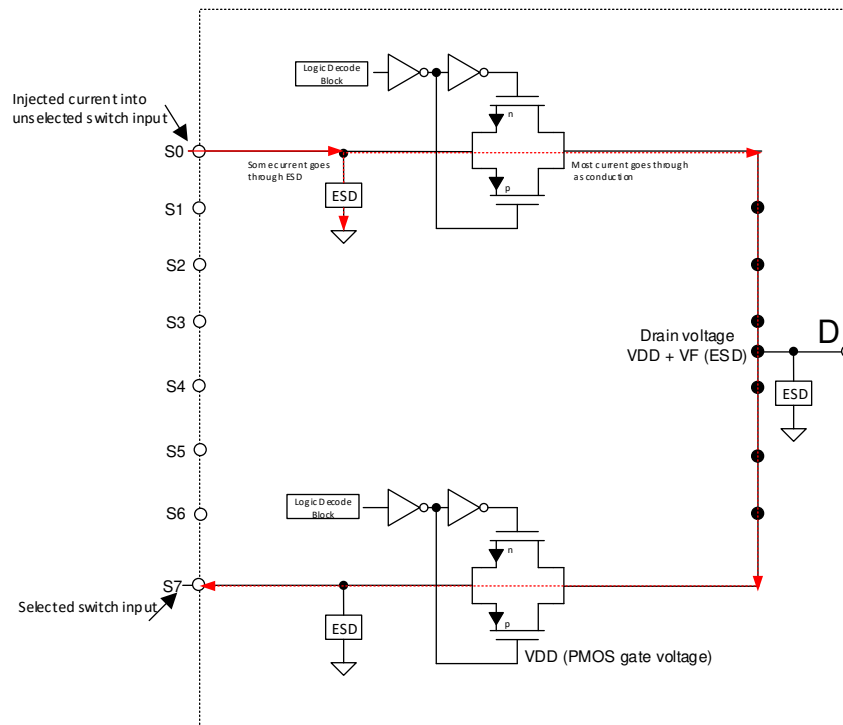 Logic Decode
Block
Injected current into
unselected switch input
n
S0
Some current goes
through ESD
Most current goes through
as conduction
p
ESD
S1
S2
S3
Drain voltage
VDD + VF (ESD)
D
S4
ESD
S5
Logic Decode
Block
S6
n
S7
Selected switch input
ESD
p
VDD (PMOS gate voltage)